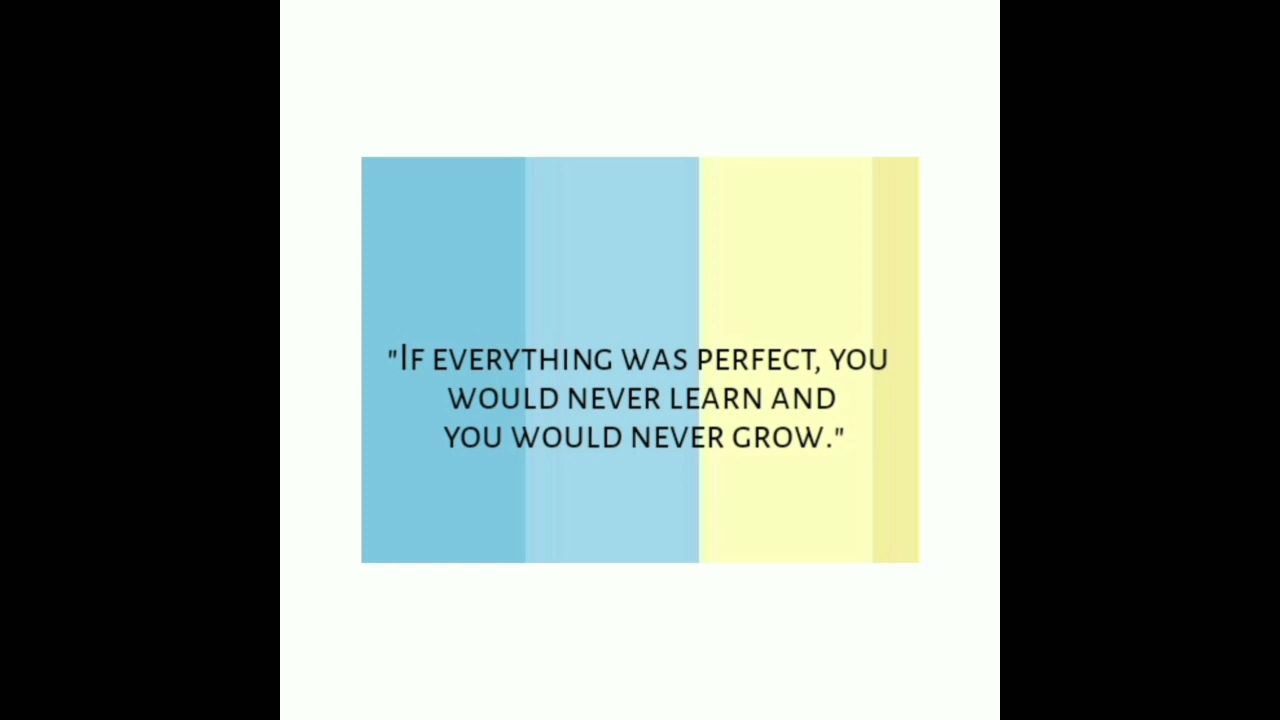 "IF EVERYTHING WAS PERFECT, YOU
WOULD NEVER LEARN AND
YOU WOULD NEVER GROW."